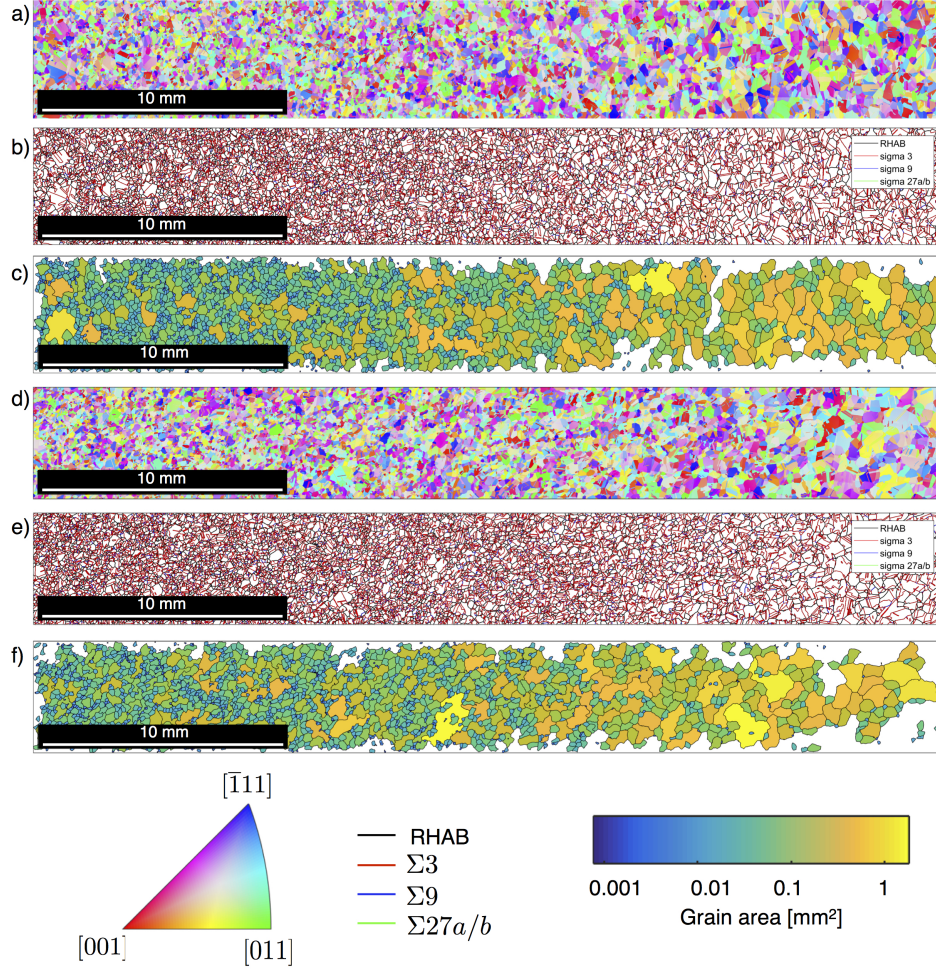 a)
10 mm
b)
RHAB
sigma 3
sigma 9
sigma 27a/b
10 mm
c)
10 mm
d)
10 mm
e)
RHAB
sigma 3
sigma 9
sigma 27a/b
10 mm
f)
10 mm
[1̅11]
[001]
[011]
RHAB
Σ3
Σ9
Σ27a/b
0.001 0.01 0.1 1
Grain area [mm²]